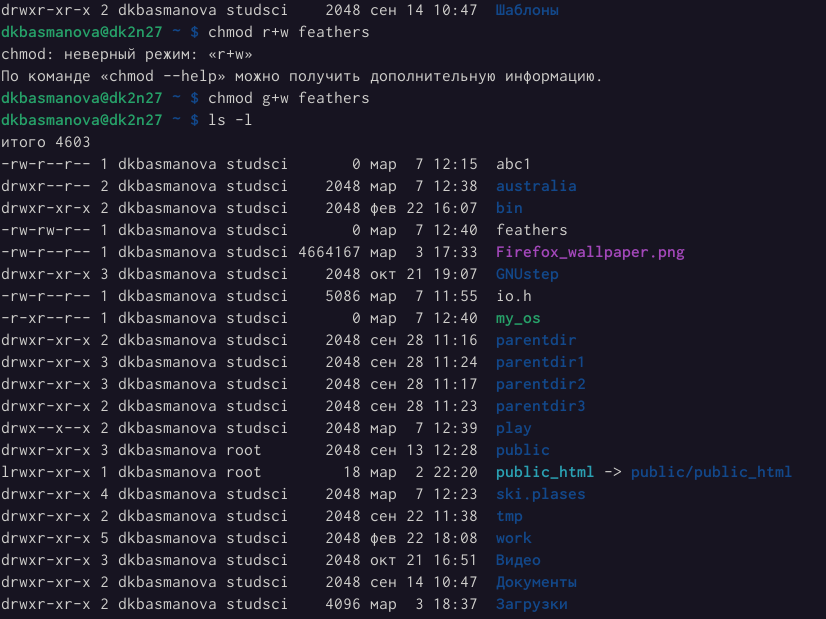 drwxr-xr-x 2 dkbasmanova studsci    2048 сен 14 10:47  Шаблоны
dkbasmanova@dk2n27 ~ $ chmod r+w feathers
chmod: неверный режим: «r+w»
По команде «chmod --help» можно получить дополнительную информацию.
dkbasmanova@dk2n27 ~ $ chmod g+w feathers
dkbasmanova@dk2n27 ~ $ ls -l
итого 4603
-rw-r--r-- 1 dkbasmanova studsci       0 мар  7 12:15  abc1
drwxr--r-- 2 dkbasmanova studsci    2048 мар  7 12:38  australia
drwxr-xr-x 2 dkbasmanova studsci    2048 фев 22 16:07  bin
-rw-rw-r-- 1 dkbasmanova studsci       0 мар  7 12:40  feathers
-rw-r--r-- 1 dkbasmanova studsci 4664167 мар  3 17:33  Firefox_wallpaper.png
drwxr-xr-x 3 dkbasmanova studsci    2048 окт 21 19:07  GNUstep
-rw-r--r-- 1 dkbasmanova studsci    5086 мар  7 11:55  io.h
-r-xr--r-- 1 dkbasmanova studsci       0 мар  7 12:40  my_os
drwxr-xr-x 2 dkbasmanova studsci    2048 сен 28 11:16  parentdir
drwxr-xr-x 3 dkbasmanova studsci    2048 сен 28 11:24  parentdir1
drwxr-xr-x 3 dkbasmanova studsci    2048 сен 28 11:17  parentdir2
drwxr-xr-x 2 dkbasmanova studsci    2048 сен 28 11:23  parentdir3
drwx--x--x 2 dkbasmanova studsci    2048 мар  7 12:39  play
drwxr-xr-x 3 dkbasmanova root       2048 сен 13 12:28  public
lrwxr-xr-x 1 dkbasmanova root         18 мар  2 22:20  public_html -> public/public_html
drwxr-xr-x 4 dkbasmanova studsci    2048 мар  7 12:23  ski.plases
drwxr-xr-x 2 dkbasmanova studsci    2048 сен 22 11:38  tmp
drwxr-xr-x 5 dkbasmanova studsci    2048 фев 22 18:08  work
drwxr-xr-x 3 dkbasmanova studsci    2048 окт 21 16:51  Видео
drwxr-xr-x 2 dkbasmanova studsci    2048 сен 14 10:47  Документы
drwxr-xr-x 2 dkbasmanova studsci    4096 мар  3 18:37  Загрузки